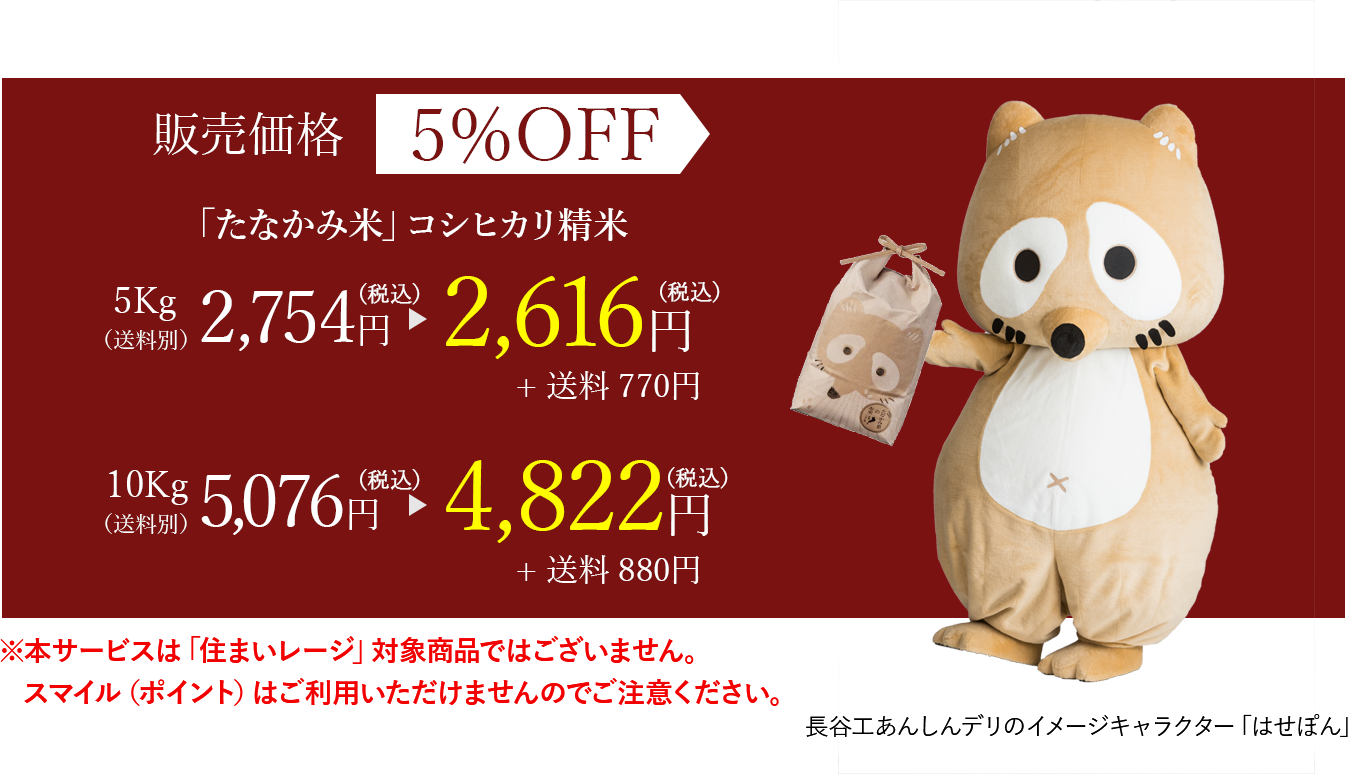 販売価格 5%OFF
「たなかみ米」コシヒカリ精米
5Kg (送料別) 2,754円(税込) ▶ 2,616円(税込)
+ 送料 770円
10Kg (送料別) 5,076円(税込) ▶ 4,822円(税込)
+ 送料 880円
※本サービスは「住まいレージ」対象商品ではございません。
スマイル(ポイント)はご利用いただけませんのでご注意ください。
長谷工あんしんデリのイメージキャラクター「はせぽん」